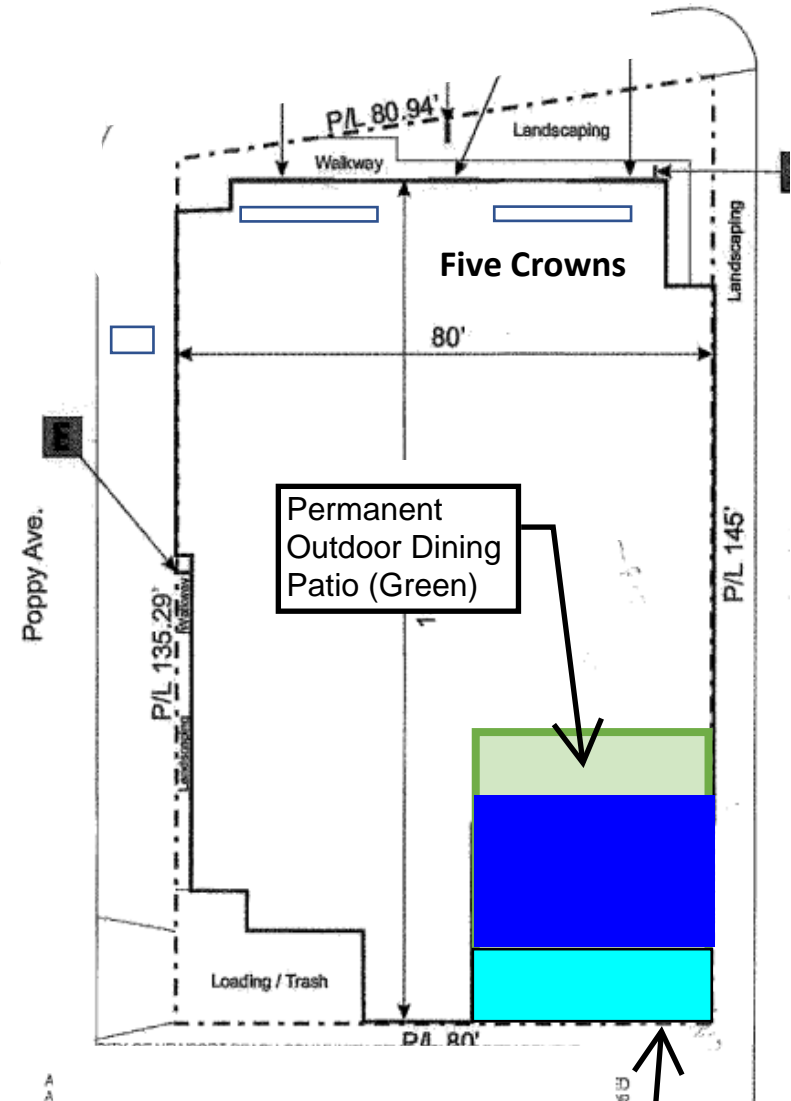 P/L 80.94'
Landscaping
Walkway
Landscaping
Five Crowns
80'
E
Permanent
Outdoor Dining
Patio (Green)
Poppy Ave.
P/L 145'
P/L 135.29'
Walkway
Landscaping
Loading / Trash
P/L 80'